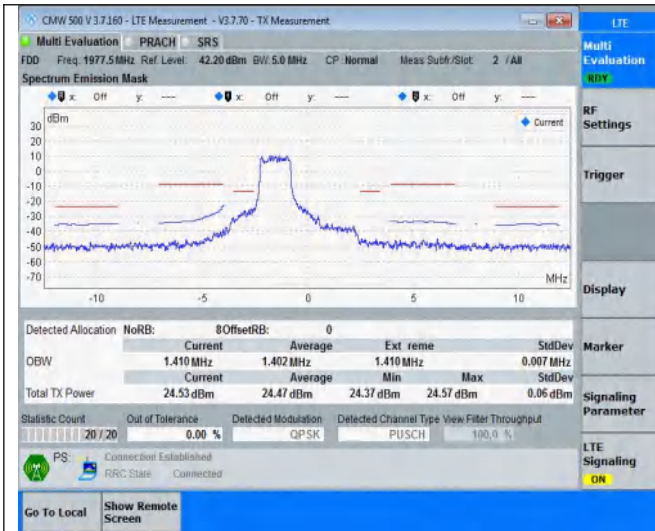 CMW 500 V 3.7.160 - LTE Measurement - V3.7.70 - TX Measurement
LTE
Multi Evaluation PRACH SRS
Multi Evaluation
RDY
FDD Freq: 1977.5 MHz Ref. Level: 42.20 dBm BW: 5.0 MHz CP: Normal Meas Subfr./Slot: 2 / All
Spectrum Emission Mask
x: Off y: --- x: Off y: --- x: Off y: ---
dBm
Current
30
20
10
0
-10
-20
-30
-40
-50
-60
-70
MHz
-10 -5 0 5 10
RF Settings
Trigger
Display
Marker
Signaling Parameter
LTE Signaling
ON
Detected Allocation NoRB: 8 OffsetRB: 0
Current Average Extreme StdDev
OBW 1.410 MHz 1.402 MHz 1.410 MHz 0.007 MHz
Current Average Min Max StdDev
Total TX Power 24.53 dBm 24.47 dBm 24.37 dBm 24.57 dBm 0.06 dBm
Statistic Count Out of Tolerance Detected Modulation Detected Channel Type View Filter Throughput
20 / 20 0.00 % QPSK PUSCH 100,0 %
PS: Connection Established
RRC State Connected
Go To Local
Show Remote Screen